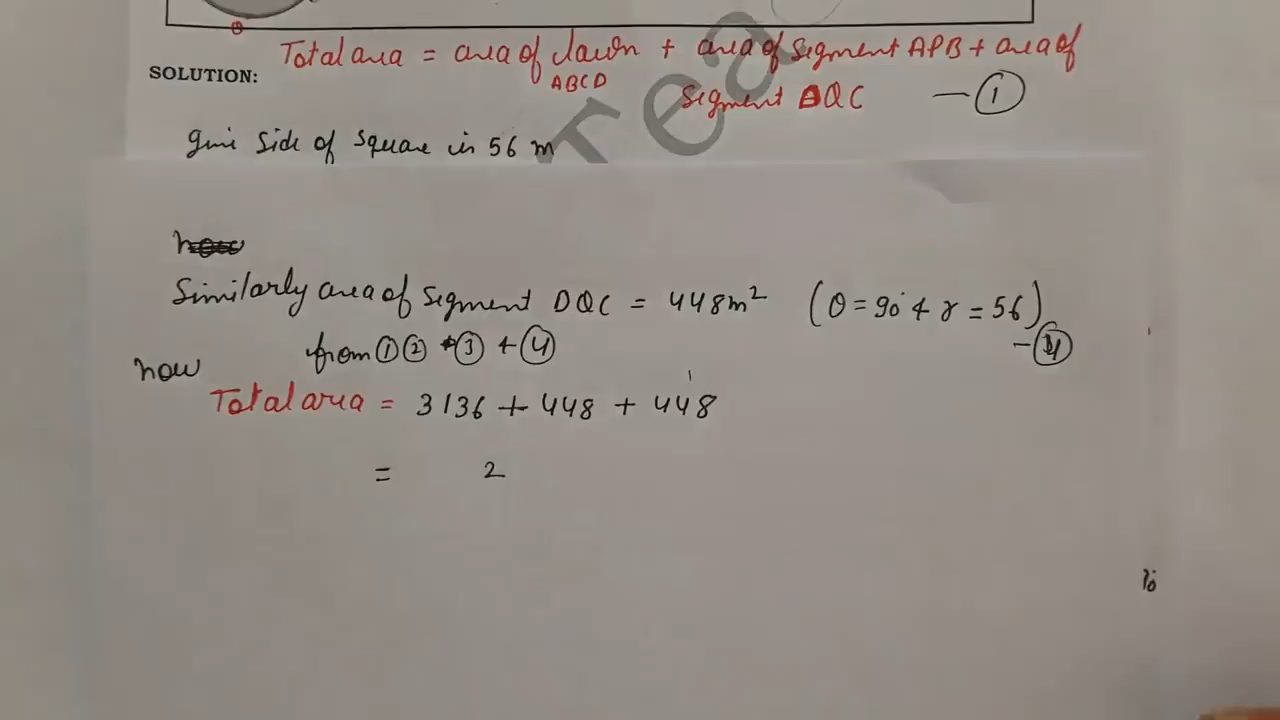 Total area = area of lawn + area of segment APB + area of
SOLUTION: ABCD
segment DQC — ①
give side of square is 56 m
now
Similarly area of segment DQC = 448m² (θ = 90° & r = 56)
from ① ② + ③ + ④ — ④
now
Total area = 3136 + 448 + 448
= 2